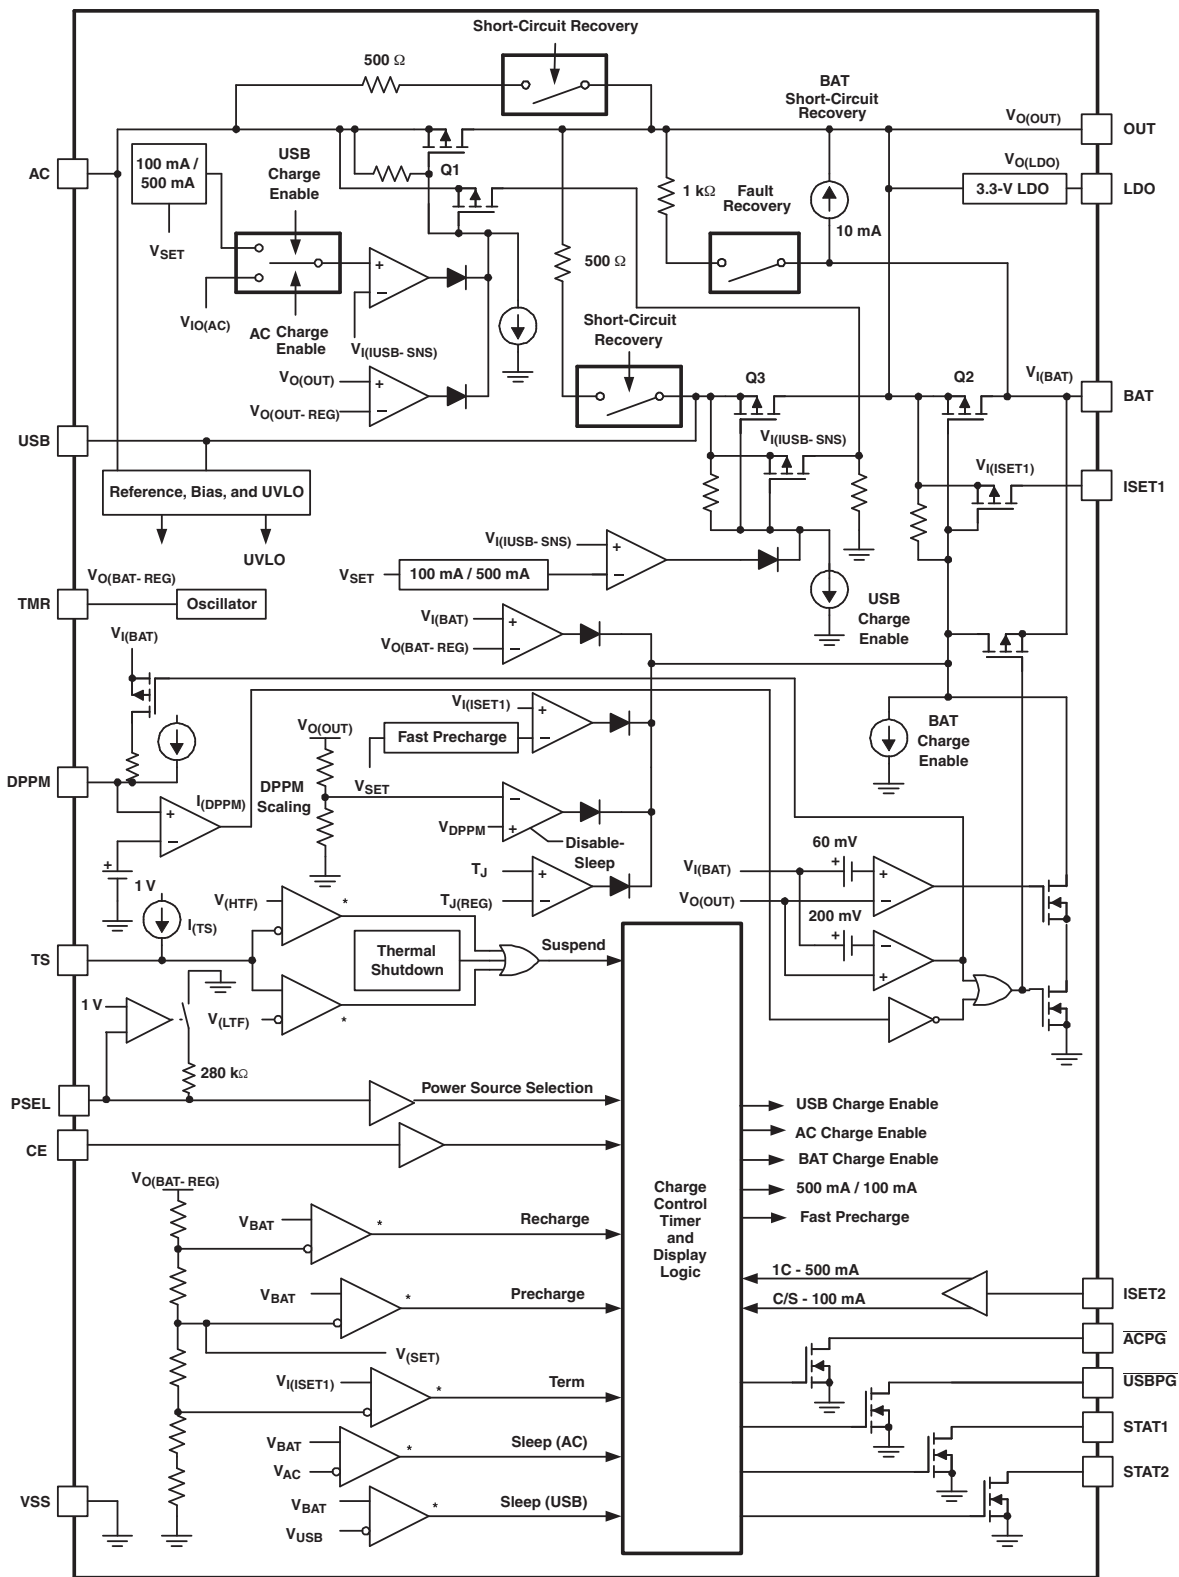 Short-Circuit Recovery
500 Ω
BAT
Short-Circuit
Recovery
VO(OUT)
OUT
AC
100 mA /
500 mA
USB
Charge
Enable
Q1
1 kΩ
Fault
Recovery
10 mA
VO(LDO)
3.3-V LDO
LDO
VSET
500 Ω
+
−
VIO(AC)
AC Charge
Enable
VI(IUSB- SNS)
Short-Circuit
Recovery
VO(OUT)
+
−
VO(OUT- REG)
Q3
Q2
VI(BAT)
BAT
USB
VI(IUSB- SNS)
VI(ISET1)
ISET1
Reference, Bias, and UVLO
UVLO
VI(IUSB- SNS)
+
−
VSET
100 mA / 500 mA
VO(BAT- REG)
TMR
Oscillator
USB
Charge
Enable
VI(BAT)
+
−
VO(BAT- REG)
VI(BAT)
VI(ISET1)
+
−
Fast Precharge
VO(OUT)
BAT
Charge
Enable
DPPM
DPPM
Scaling
VSET
−
+
VDPPM
Disable-
Sleep
I(DPPM)
+
−
+
1 V
TJ
+
−
TJ(REG)
60 mV
+
VI(BAT)
+
−
VO(OUT)
200 mV
+
−
+
V(HTF)
*
I(TS)
TS
Thermal
Shutdown
Suspend
1 V
V(LTF)
*
280 kΩ
PSEL
Power Source Selection
CE
USB Charge Enable
AC Charge Enable
BAT Charge Enable
500 mA / 100 mA
Fast Precharge
Charge
Control
Timer
and
Display
Logic
VO(BAT- REG)
VBAT
*
Recharge
1C - 500 mA
C/S - 100 mA
ISET2
VBAT
*
Precharge
V(SET)
ACPG
VI(ISET1)
*
Term
USBPG
STAT1
VBAT
*
Sleep (AC)
VAC
STAT2
VSS
VBAT
*
Sleep (USB)
VUSB